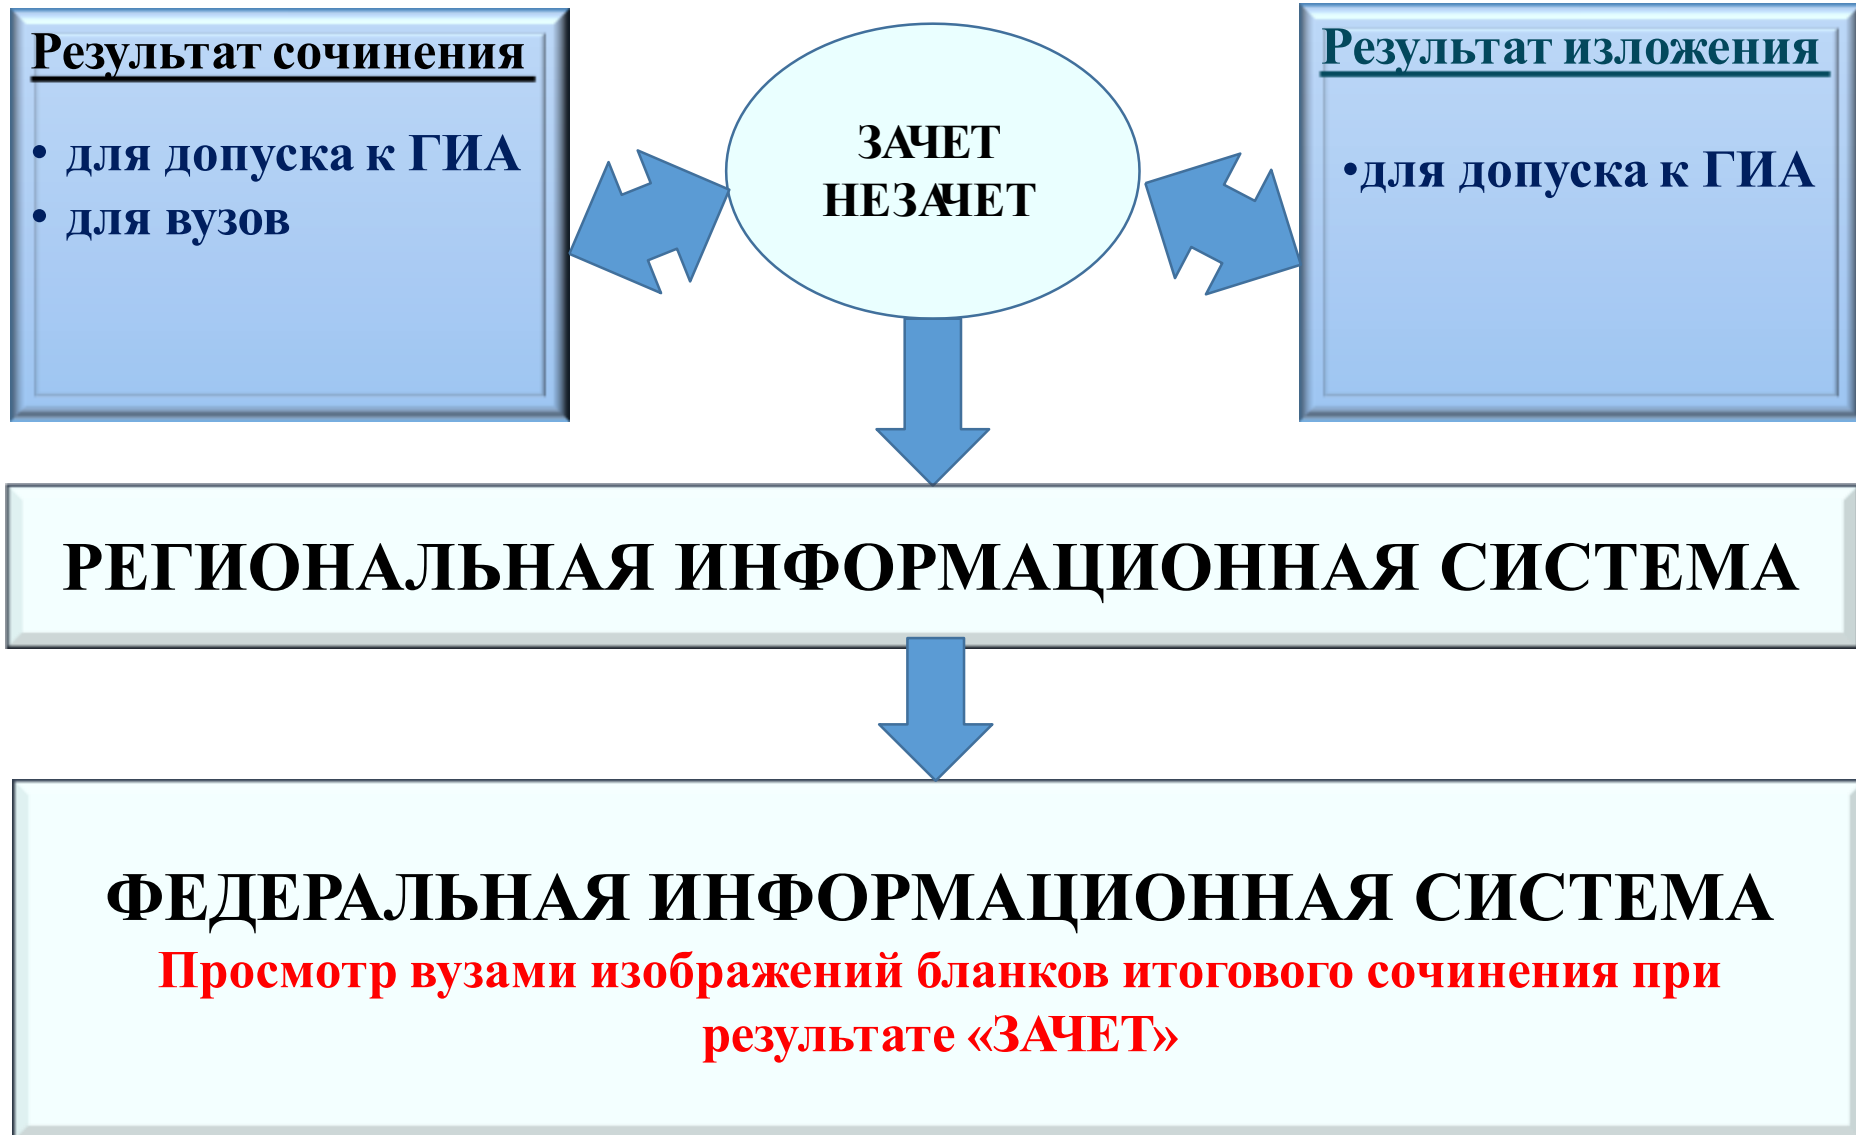 Результат сочинения
• для допуска к ГИА
• для вузов
ЗАЧЕТ
НЕЗАЧЕТ
Результат изложения
•для допуска к ГИА
РЕГИОНАЛЬНАЯ ИНФОРМАЦИОННАЯ СИСТЕМА
ФЕДЕРАЛЬНАЯ ИНФОРМАЦИОННАЯ СИСТЕМА
Просмотр вузами изображений бланков итогового сочинения при
результате «ЗАЧЕТ»